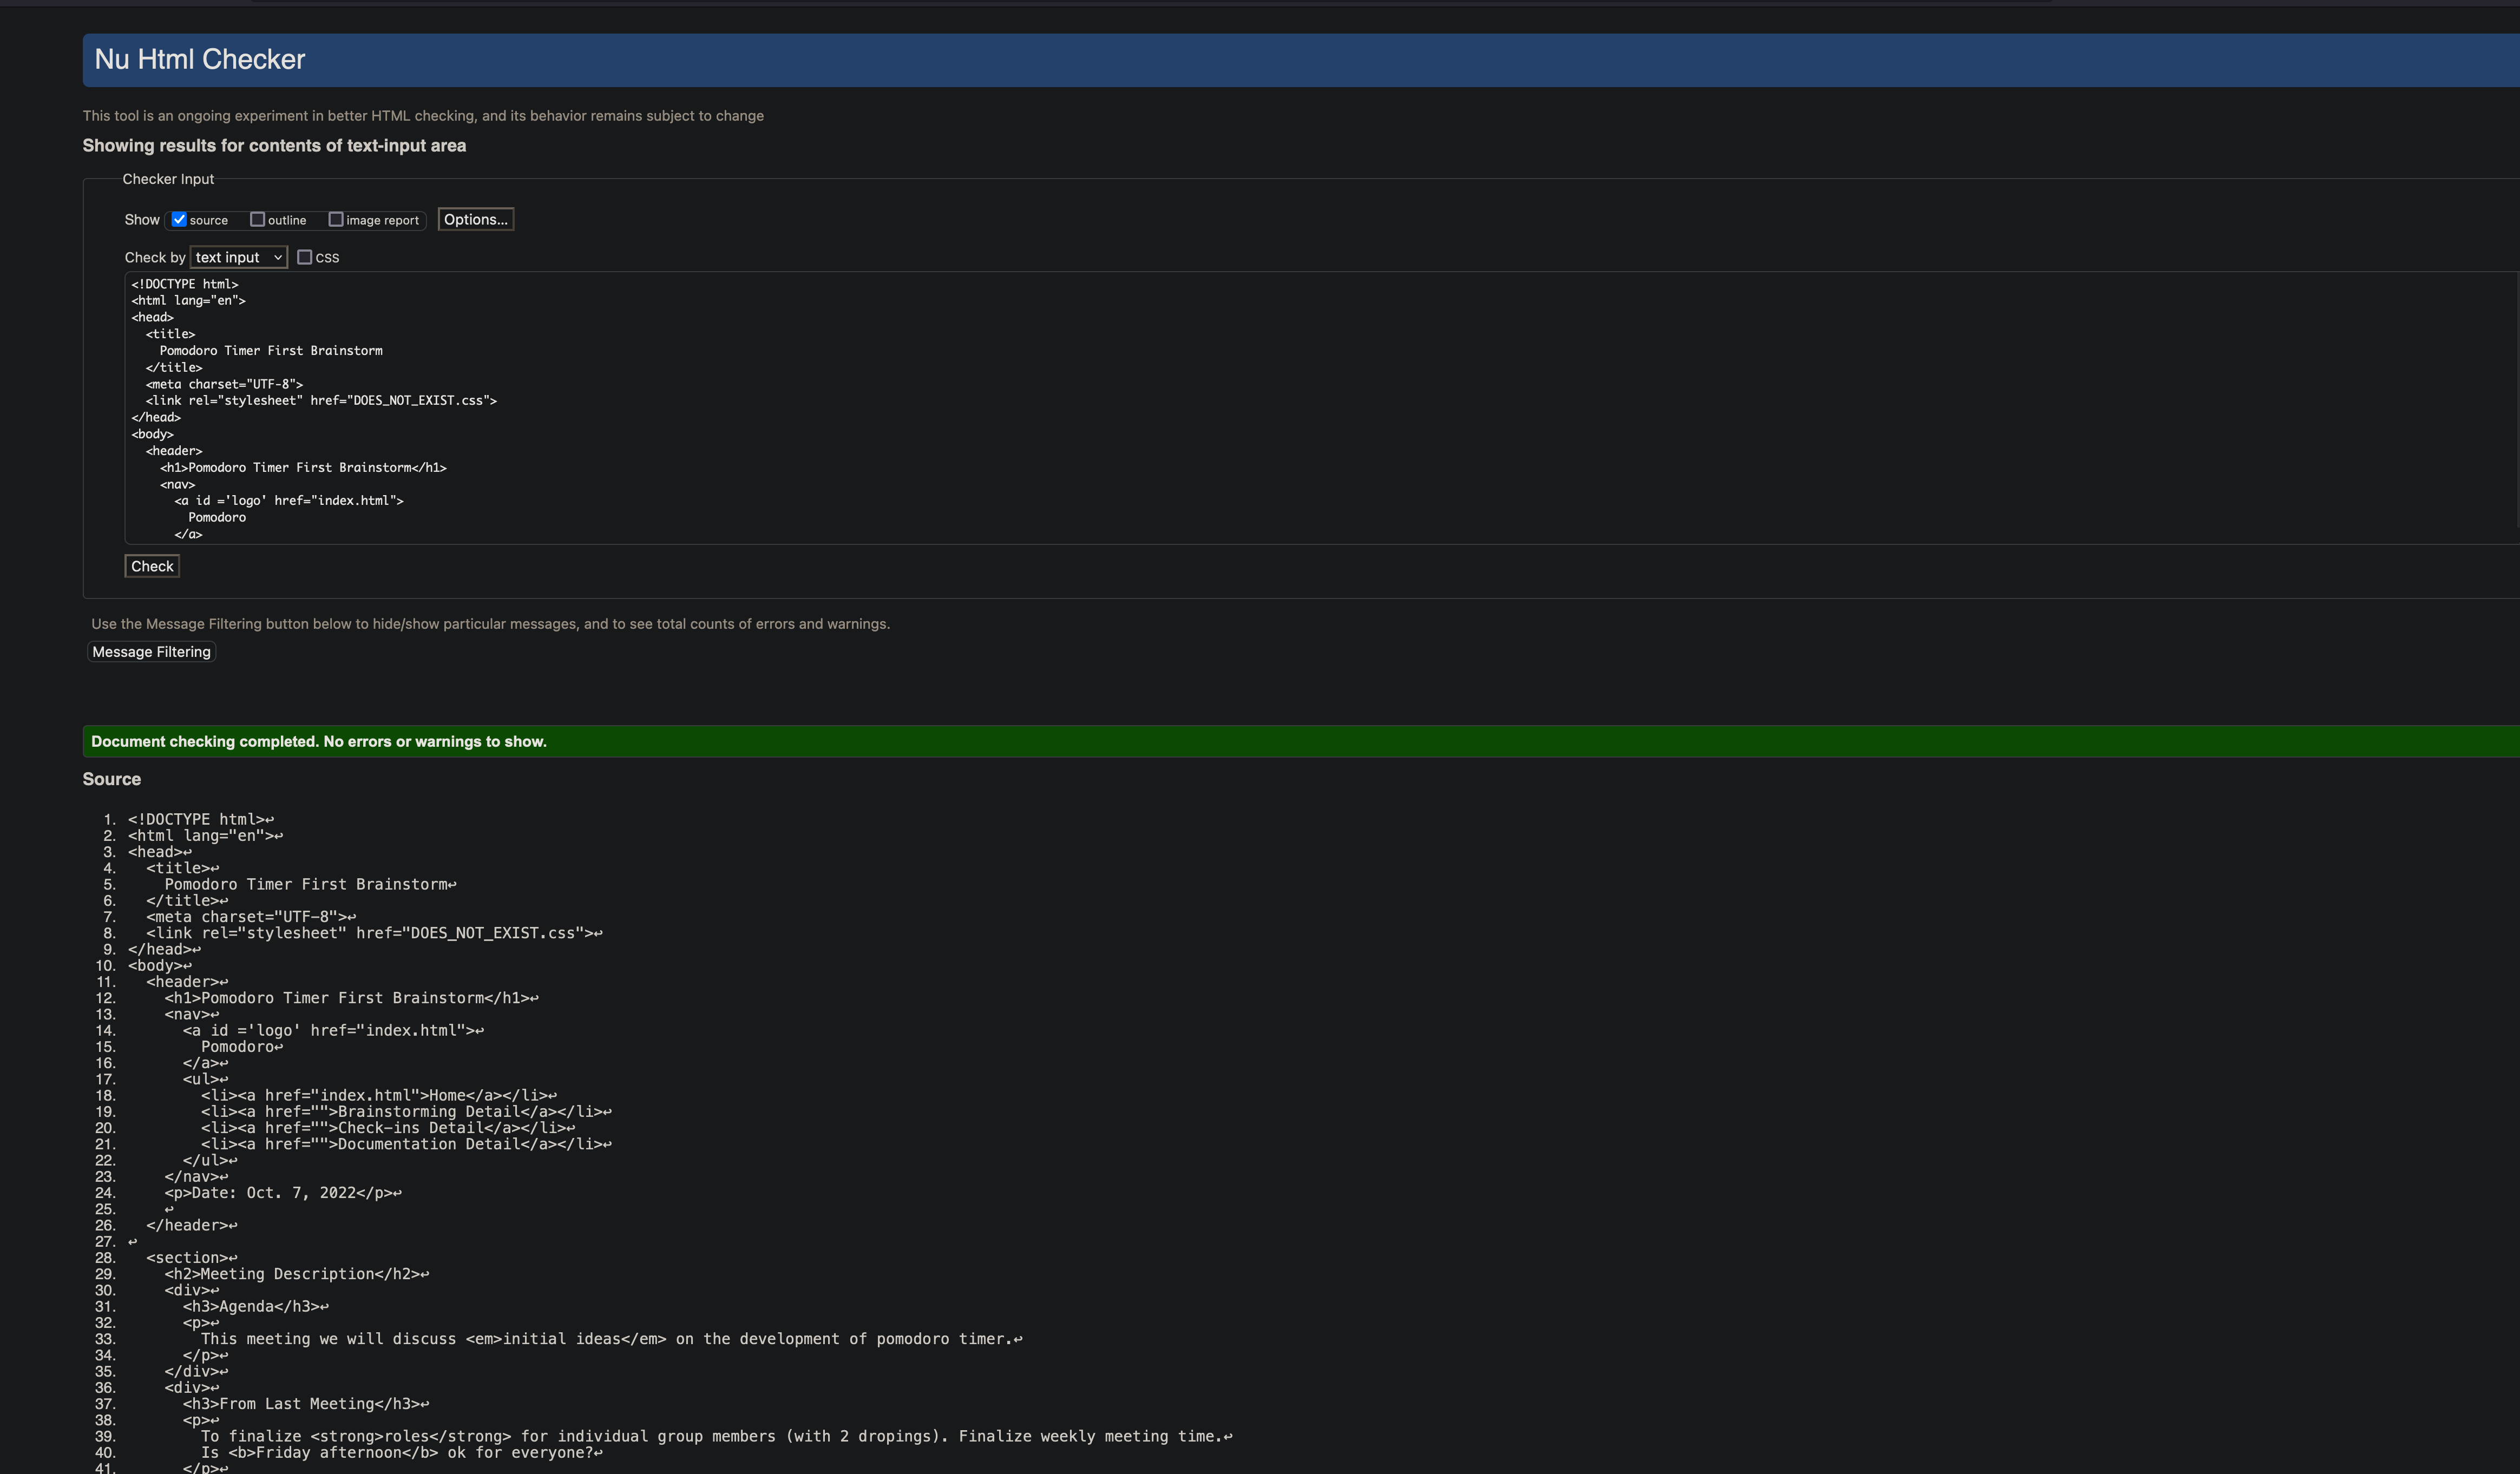 Nu Html Checker
This tool is an ongoing experiment in better HTML checking, and its behavior remains subject to change
Showing results for contents of text-input area
Checker Input
Show source outline image report Options...
Check by text input CSS
<!DOCTYPE html>
<html lang="en">
<head>
  <title>
    Pomodoro Timer First Brainstorm
  </title>
  <meta charset="UTF-8">
  <link rel="stylesheet" href="DOES_NOT_EXIST.css">
</head>
<body>
  <header>
    <h1>Pomodoro Timer First Brainstorm</h1>
    <nav>
      <a id ='logo' href="index.html">
        Pomodoro
      </a>
Check
Use the Message Filtering button below to hide/show particular messages, and to see total counts of errors and warnings.
Message Filtering
Document checking completed. No errors or warnings to show.
Source
1. <!DOCTYPE html>↩
2. <html lang="en">↩
3. <head>↩
4.   <title>↩
5.     Pomodoro Timer First Brainstorm↩
6.   </title>↩
7.   <meta charset="UTF-8">↩
8.   <link rel="stylesheet" href="DOES_NOT_EXIST.css">↩
9. </head>↩
10. <body>↩
11.   <header>↩
12.     <h1>Pomodoro Timer First Brainstorm</h1>↩
13.     <nav>↩
14.       <a id ='logo' href="index.html">↩
15.         Pomodoro↩
16.       </a>↩
17.       <ul>↩
18.         <li><a href="index.html">Home</a></li>↩
19.         <li><a href="">Brainstorming Detail</a></li>↩
20.         <li><a href="">Check-ins Detail</a></li>↩
21.         <li><a href="">Documentation Detail</a></li>↩
22.       </ul>↩
23.     </nav>↩
24.     <p>Date: Oct. 7, 2022</p>↩
25.     ↩
26.   </header>↩
27. ↩
28.   <section>↩
29.     <h2>Meeting Description</h2>↩
30.     <div>↩
31.       <h3>Agenda</h3>↩
32.       <p>↩
33.         This meeting we will discuss <em>initial ideas</em> on the development of pomodoro timer.↩
34.       </p>↩
35.     </div>↩
36.     <div>↩
37.       <h3>From Last Meeting</h3>↩
38.       <p>↩
39.         To finalize <strong>roles</strong> for individual group members (with 2 dropings). Finalize weekly meeting time.↩
40.         Is <b>Friday afternoon</b> ok for everyone?↩
41.       </p>↩